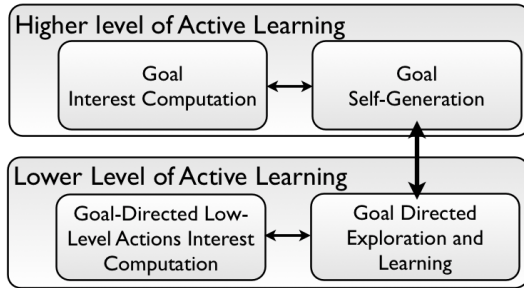 Higher level of Active Learning
Goal
Interest Computation
Goal
Self-Generation
Lower Level of Active Learning
Goal-Directed Low-
Level Actions Interest
Computation
Goal Directed
Exploration and
Learning